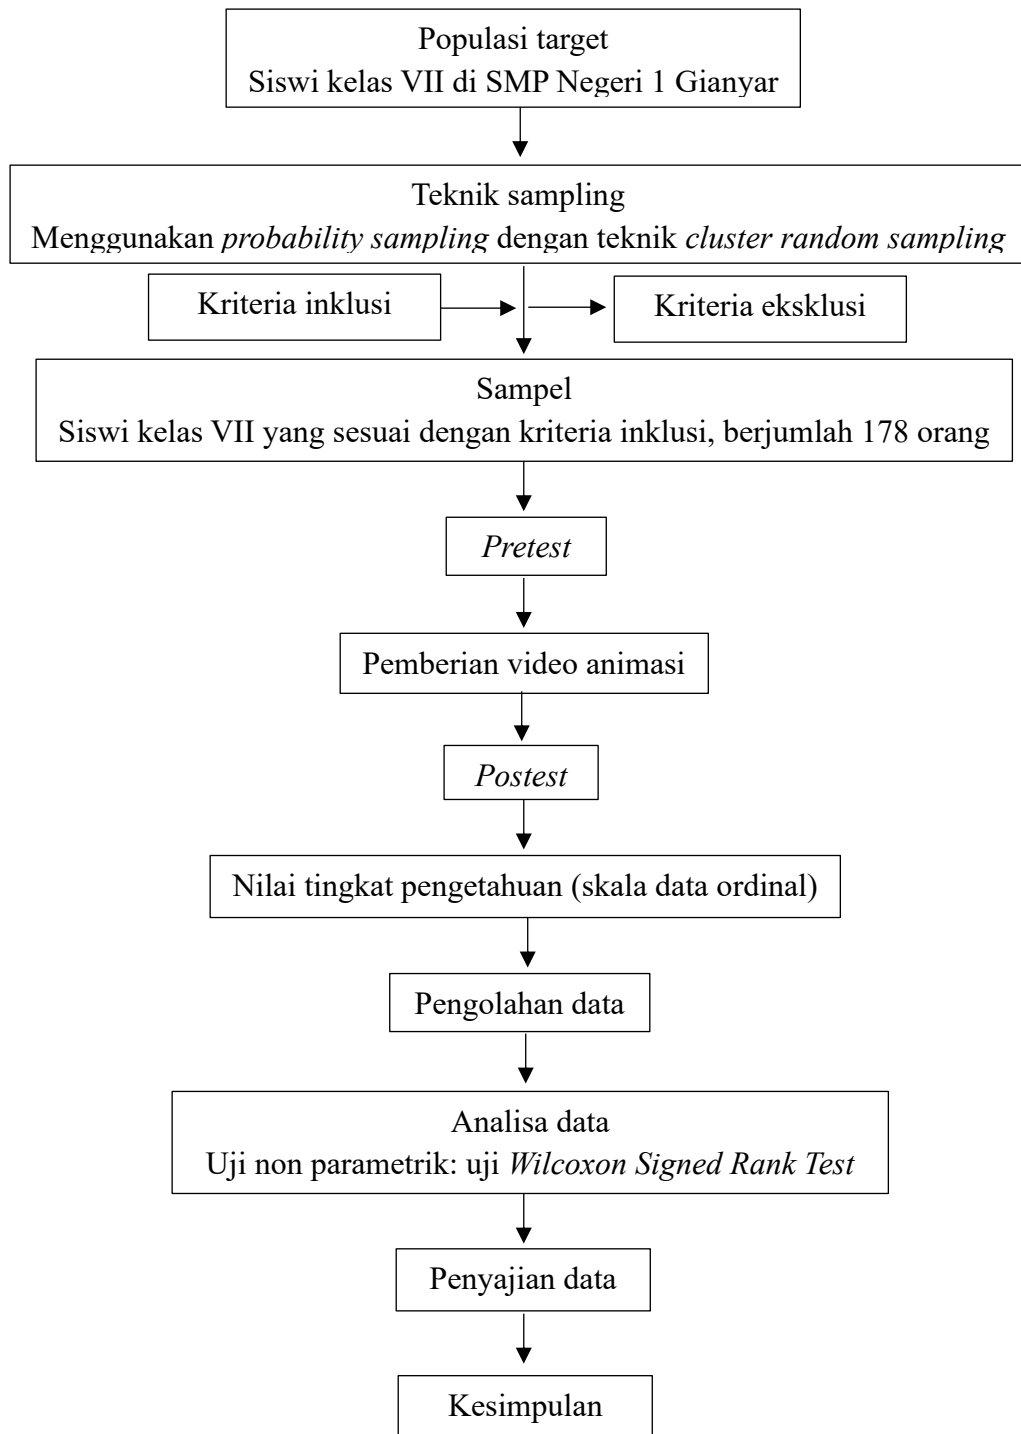 Populasi target
Siswi kelas VII di SMP Negeri 1 Gianyar
Teknik sampling
Menggunakan probability sampling dengan teknik cluster random sampling
Kriteria inklusi
Kriteria eksklusi
Sampel
Siswi kelas VII yang sesuai dengan kriteria inklusi, berjumlah 178 orang
Pretest
Pemberian video animasi
Postest
Nilai tingkat pengetahuan (skala data ordinal)
Pengolahan data
Analisa data
Uji non parametrik: uji Wilcoxon Signed Rank Test
Penyajian data
Kesimpulan